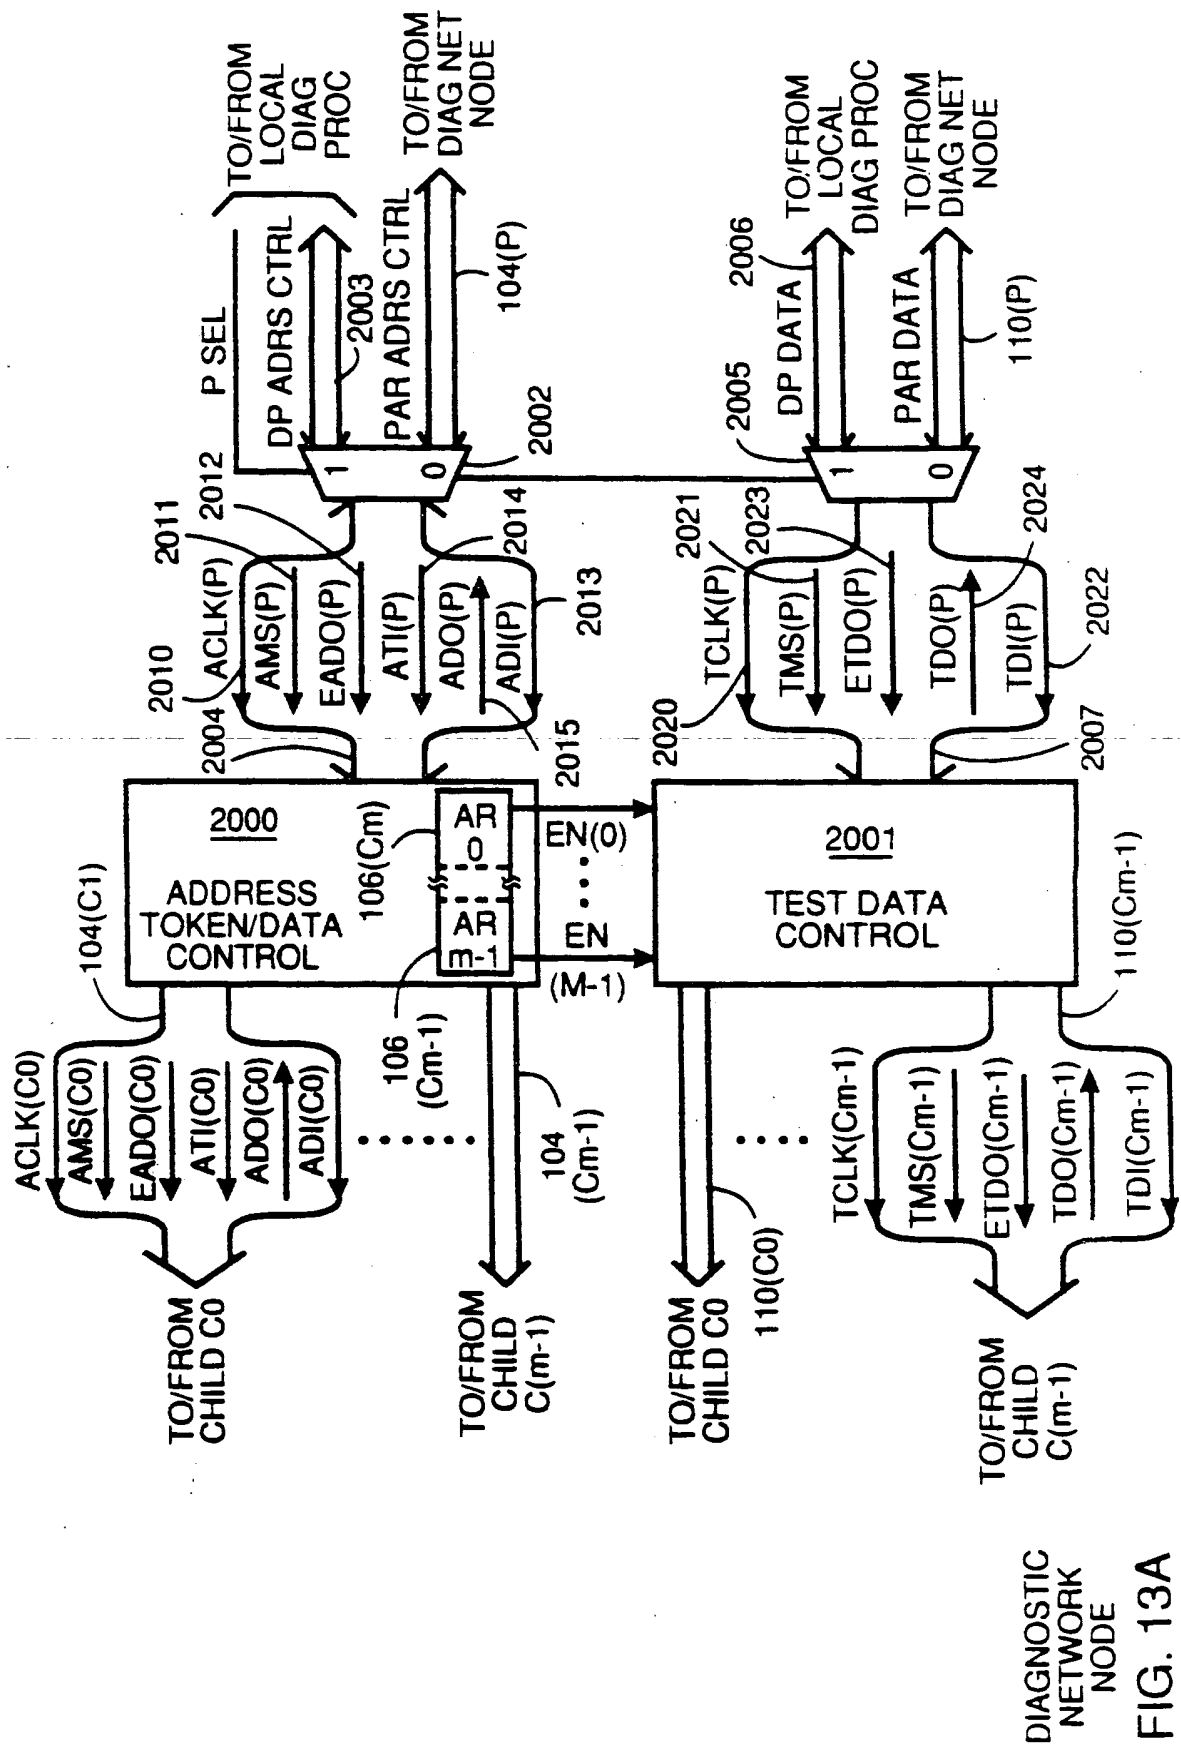 TO/FROM
LOCAL
DIAG
PROC
TO/FROM
DIAG NET
NODE
TO/FROM
LOCAL
DIAG PROC
TO/FROM
DIAG NET
NODE
P SEL
DP ADRS CTRL
2003
PAR ADRS CTRL
104(P)
2006
DP DATA
PAR DATA
110(P)
1
0
2002
2005
1
0
2010
ACLK(P)
2011
AMS(P)
2012
EADO(P)
ATI(P)
2014
ADO(P)
ADI(P)
2013
2015
2004
2020
TCLK(P)
TMS(P)
2021
ETDO(P)
2023
TDO(P)
2024
TDI(P)
2022
2007
2000
ADDRESS
TOKEN/DATA
CONTROL
106(Cm)
AR
0
AR
m-1
106
(Cm-1)
EN(0)
EN
(M-1)
2001
TEST DATA
CONTROL
104(C1)
110(Cm-1)
ACLK(C0)
AMS(C0)
EADO(C0)
ATI(C0)
ADO(C0)
ADI(C0)
104
(Cm-1)
110(C0)
TCLK(Cm-1)
TMS(Cm-1)
ETDO(Cm-1)
TDO(Cm-1)
TDI(Cm-1)
TO/FROM
CHILD C0
TO/FROM
CHILD
C(m-1)
TO/FROM
CHILD C0
TO/FROM
CHILD
C(m-1)
DIAGNOSTIC
NETWORK
NODE
FIG. 13A